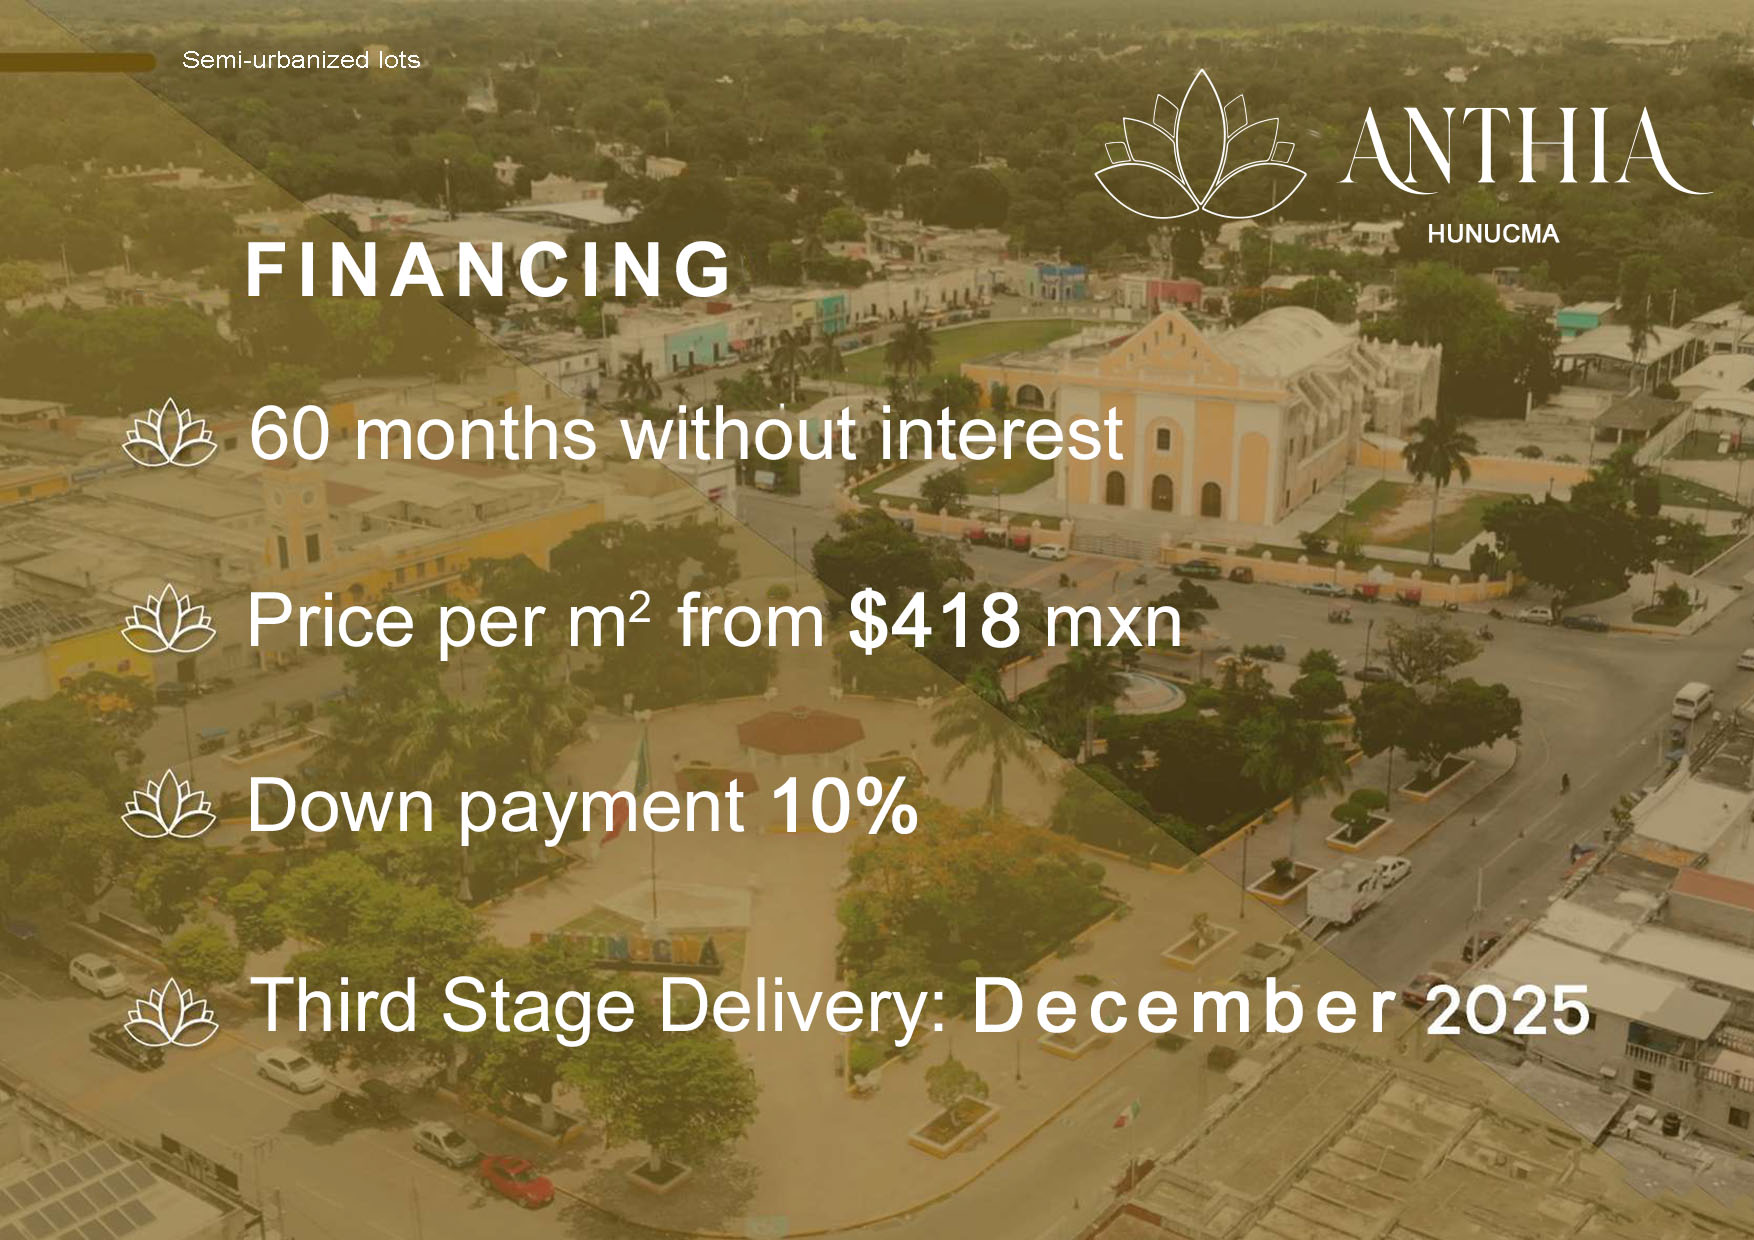 Semi-urbanized lots
ANTHIA
HUNUCMA
FINANCING
60 months without interest
Price per m² from $418 mxn
Down payment 10%
Third Stage Delivery: December 2025